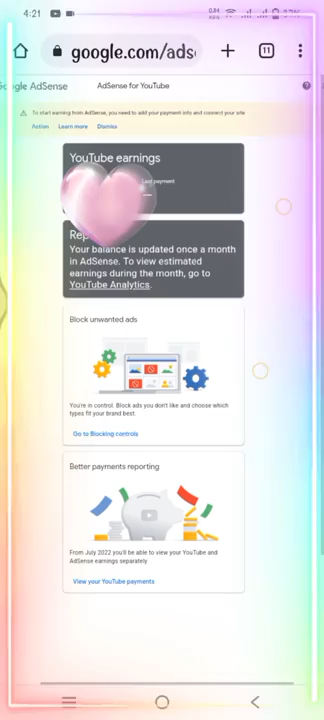 4:21
google.com/ads
11
Google AdSense
AdSense for YouTube
To start earning from AdSense, you need to add your payment info and connect your site
Action Learn more Dismiss
YouTube earnings
Last payment
Rep
Your balance is updated once a month
in AdSense. To view estimated
earnings during the month, go to
YouTube Analytics.
Block unwanted ads
You're in control. Block ads you don't like and choose which
types fit your brand best.
Go to Blocking controls
Better payments reporting
From July 2022 you'll be able to view your YouTube and
AdSense earnings separately
View your YouTube payments